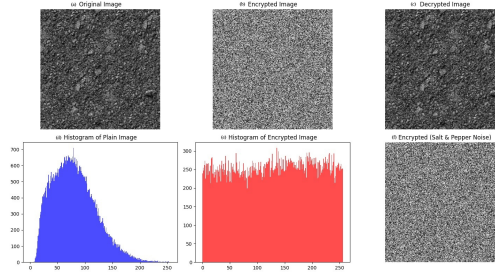 (a) Original Image
(b) Encrypted Image
(c) Decrypted Image
(d) Histogram of Plain Image
(e) Histogram of Encrypted Image
(f) Encrypted (Salt & Pepper Noise)
700
600
500
400
300
200
100
0
0 50 100 150 200 250
300
250
200
150
100
50
0
0 50 100 150 200 250